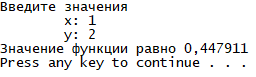 Введите значения
x: 1
y: 2
Значение функции равно 0,447911
Press any key to continue . . .